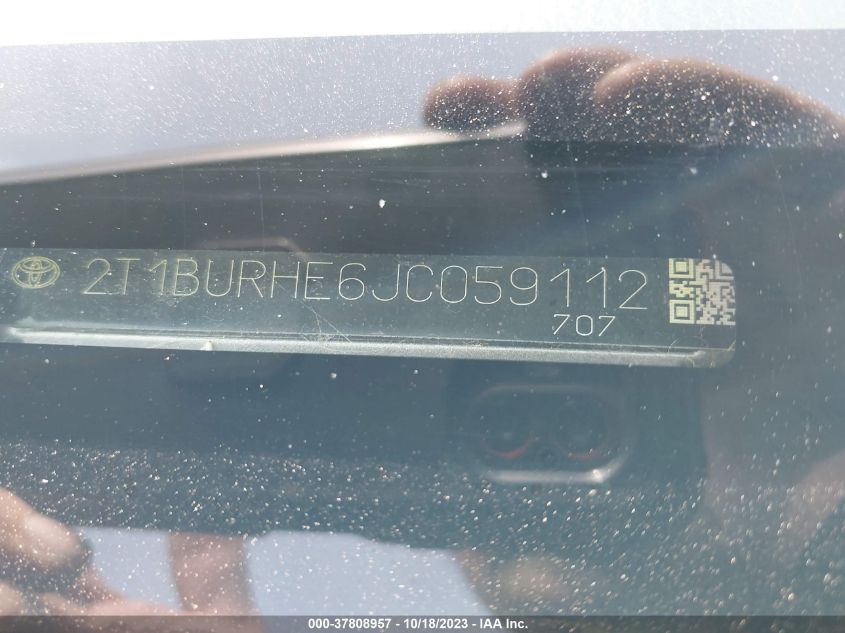 2T1BURHE6JC059112
707
000-37808957 / 10/18/2023 - IAA Inc.